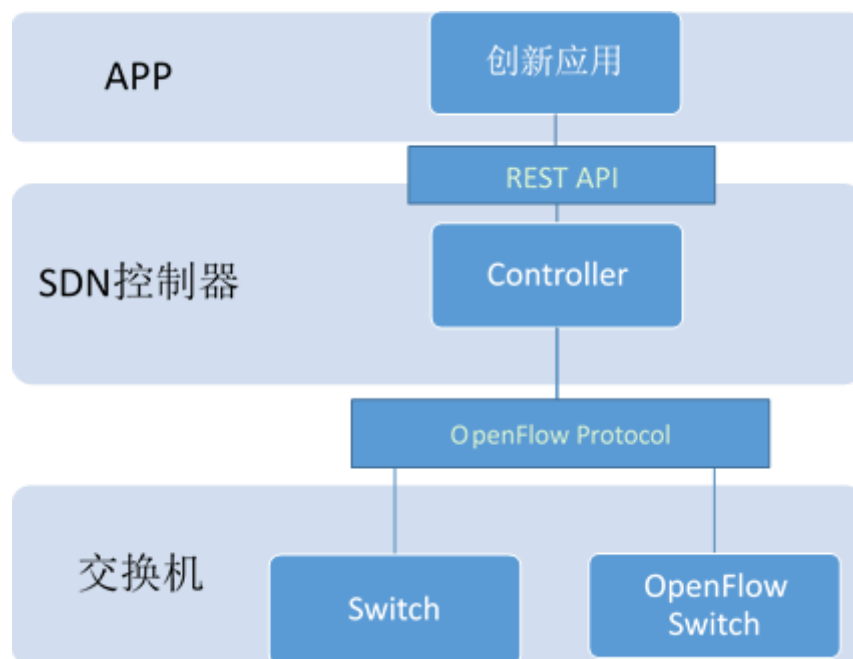 APP
创新应用
REST API
SDN控制器
Controller
OpenFlow Protocol
交换机
Switch
OpenFlow
Switch